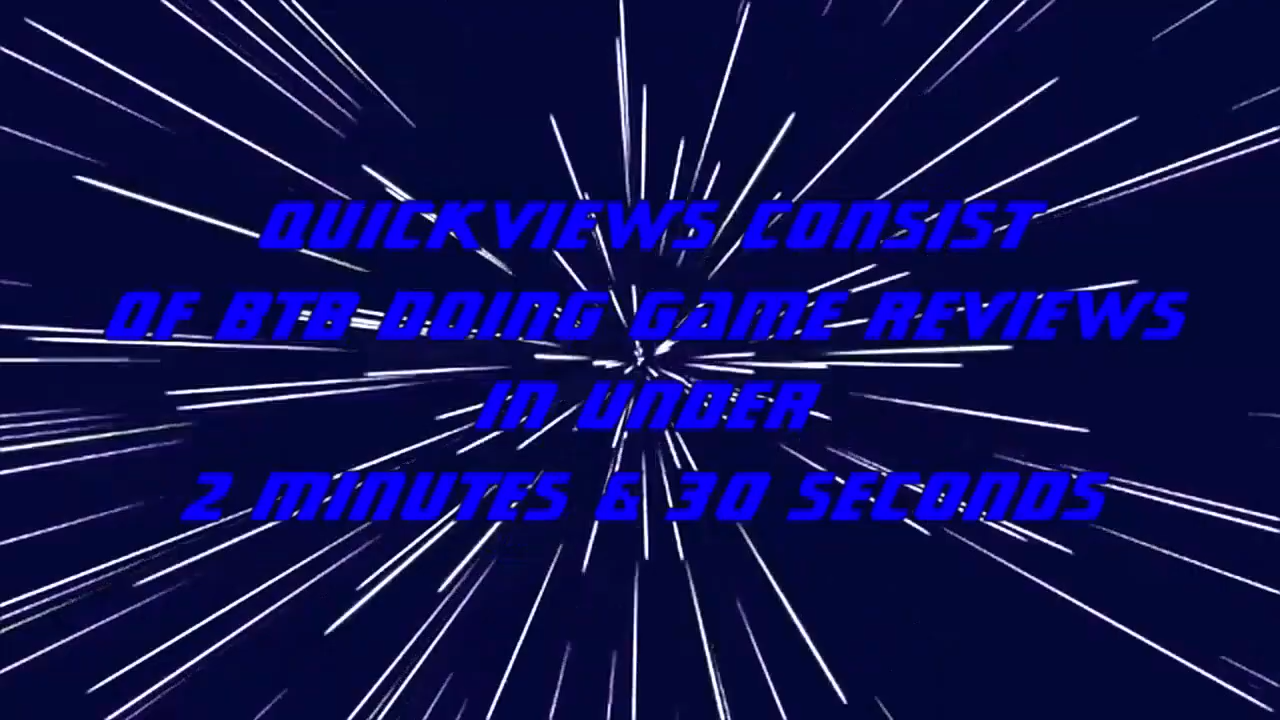 QUICKVIEWS CONSIST
OF BTB DOING GAME REVIEWS
IN UNDER
2 MINUTES & 30 SECONDS